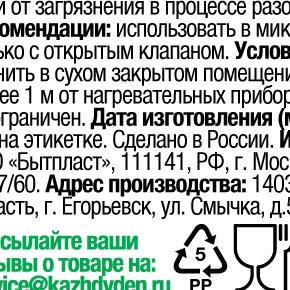 и от загрязнения в процессе разо
омендации: использовать в мик
ько с открытым клапаном. Услов
нить в сухом закрытом помещени
ее 1 м от нагревательных прибор
ограничен. Дата изготовления (м
на этикетке. Сделано в России. И
О «Бытпласт», 111141, РФ, г. Мос
7/60. Адрес производства: 1403
асть, г. Егорьевск, ул. Смычка, д.5
сылайте ваши
ывы о товаре на:
vice@kazhdyden.ru
5
PP